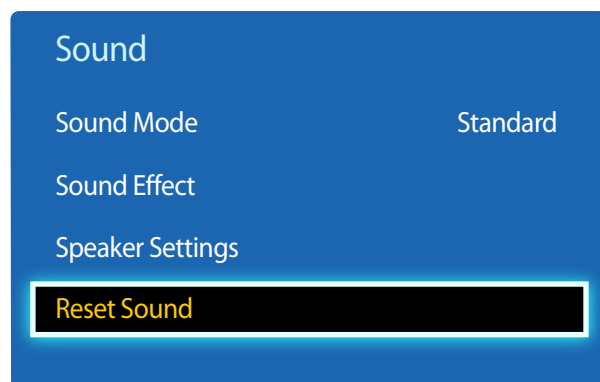 Sound
Sound Mode Standard
Sound Effect
Speaker Settings
Reset Sound